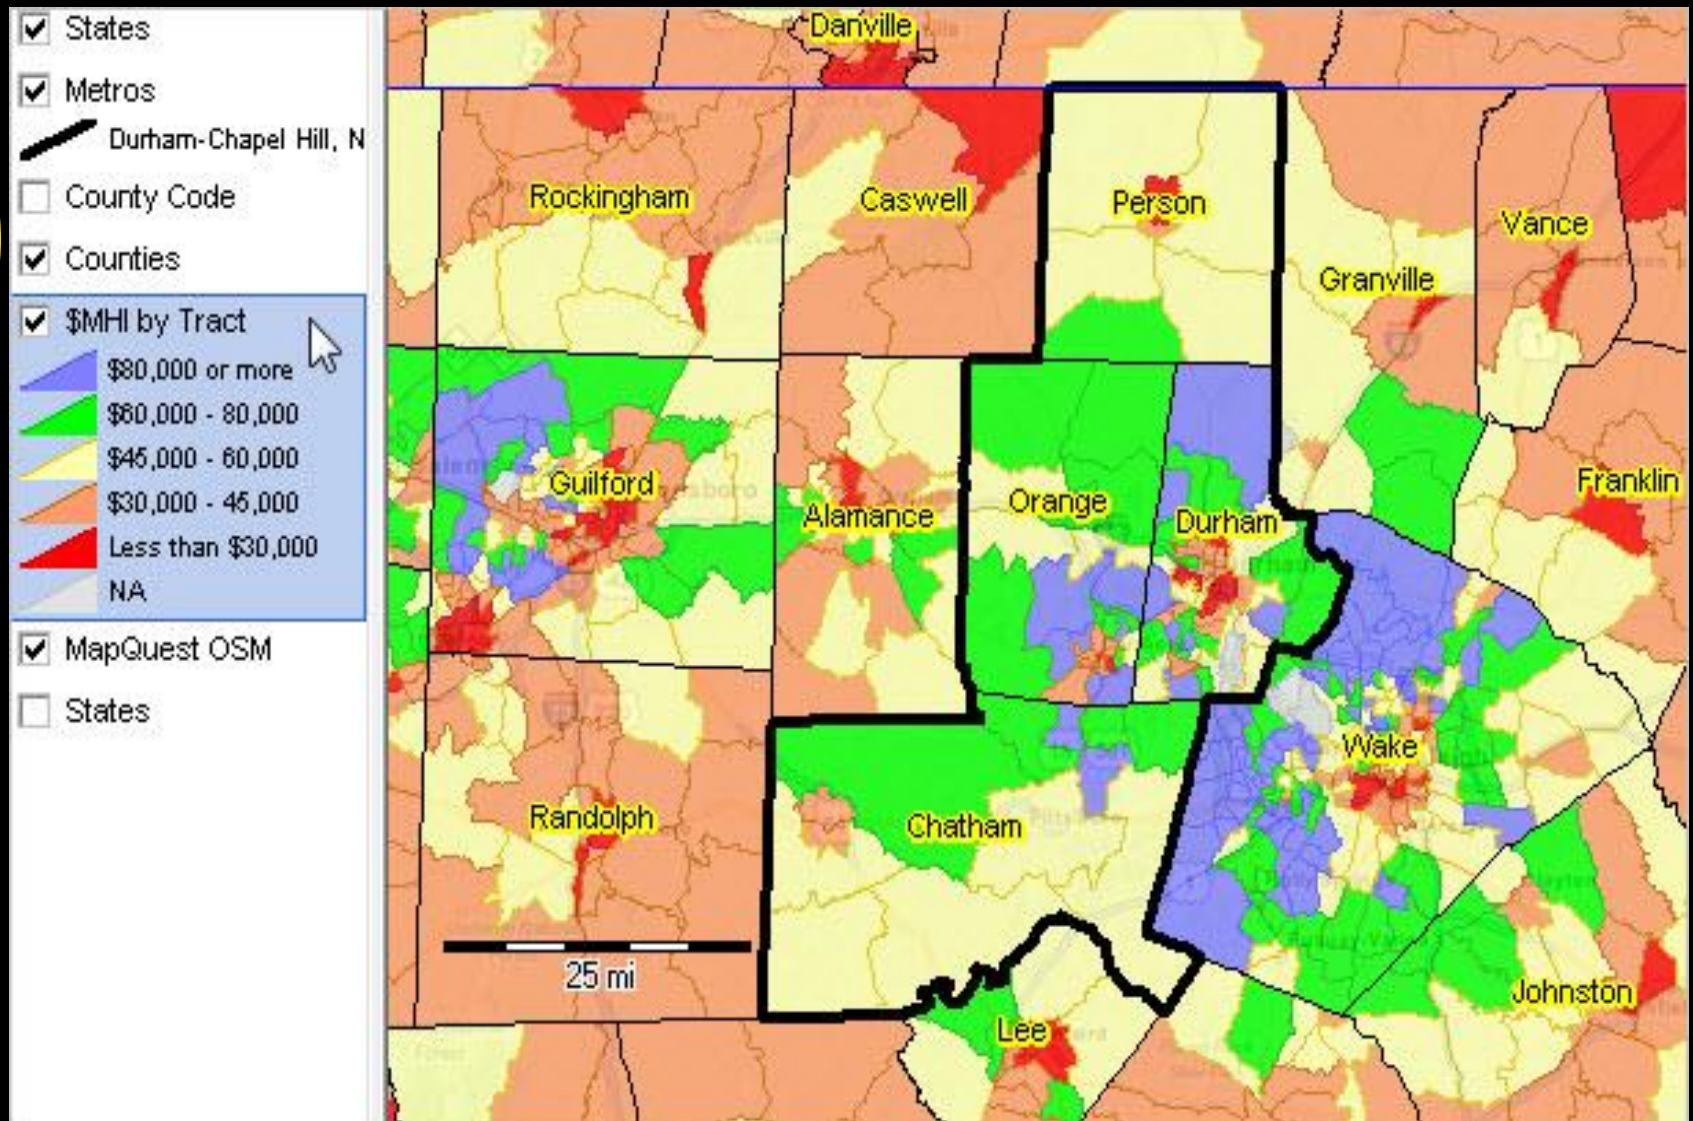 States
Metros
Durham-Chapel Hill, N
County Code
Counties
$MHI by Tract
$80,000 or more
$60,000 - 80,000
$45,000 - 60,000
$30,000 - 45,000
Less than $30,000
NA
MapQuest OSM
States
Danville
Rockingham
Caswell
Person
Vance
Granville
Guilford
Alamance
Orange
Durham
Franklin
Wake
Randolph
Chatham
25 mi
Lee
Johnston